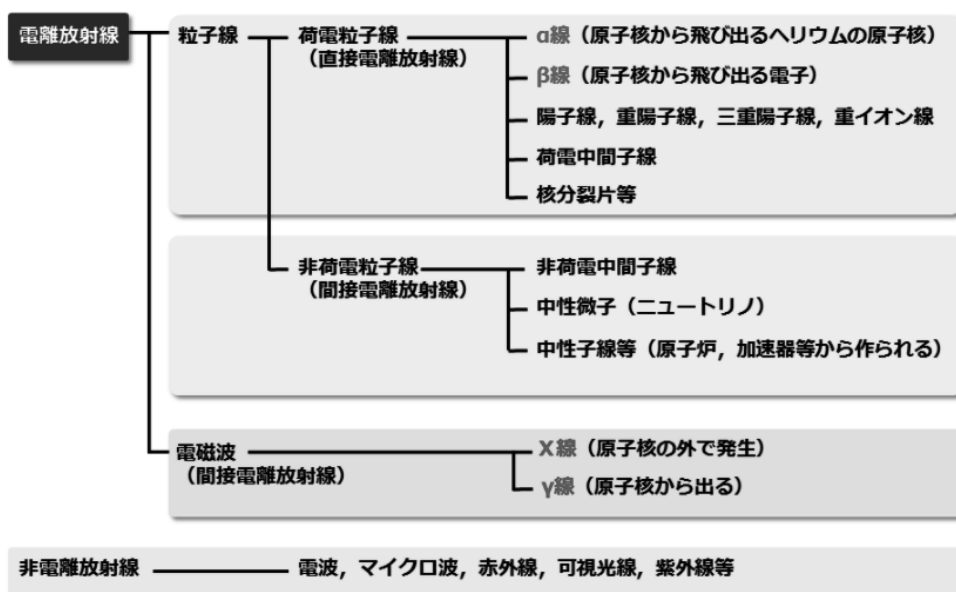 電離放射線
粒子線
荷電粒子線
（直接電離放射線）
α線（原子核から飛び出るヘリウムの原子核）
β線（原子核から飛び出る電子）
陽子線，重陽子線，三重陽子線，重イオン線
荷電中間子線
核分裂片等
非荷電粒子線
（間接電離放射線）
非荷電中間子線
中性微子（ニュートリノ）
中性子線等（原子炉，加速器等から作られる）
電磁波
（間接電離放射線）
X線（原子核の外で発生）
γ線（原子核から出る）
非電離放射線
電波，マイクロ波，赤外線，可視光線，紫外線等